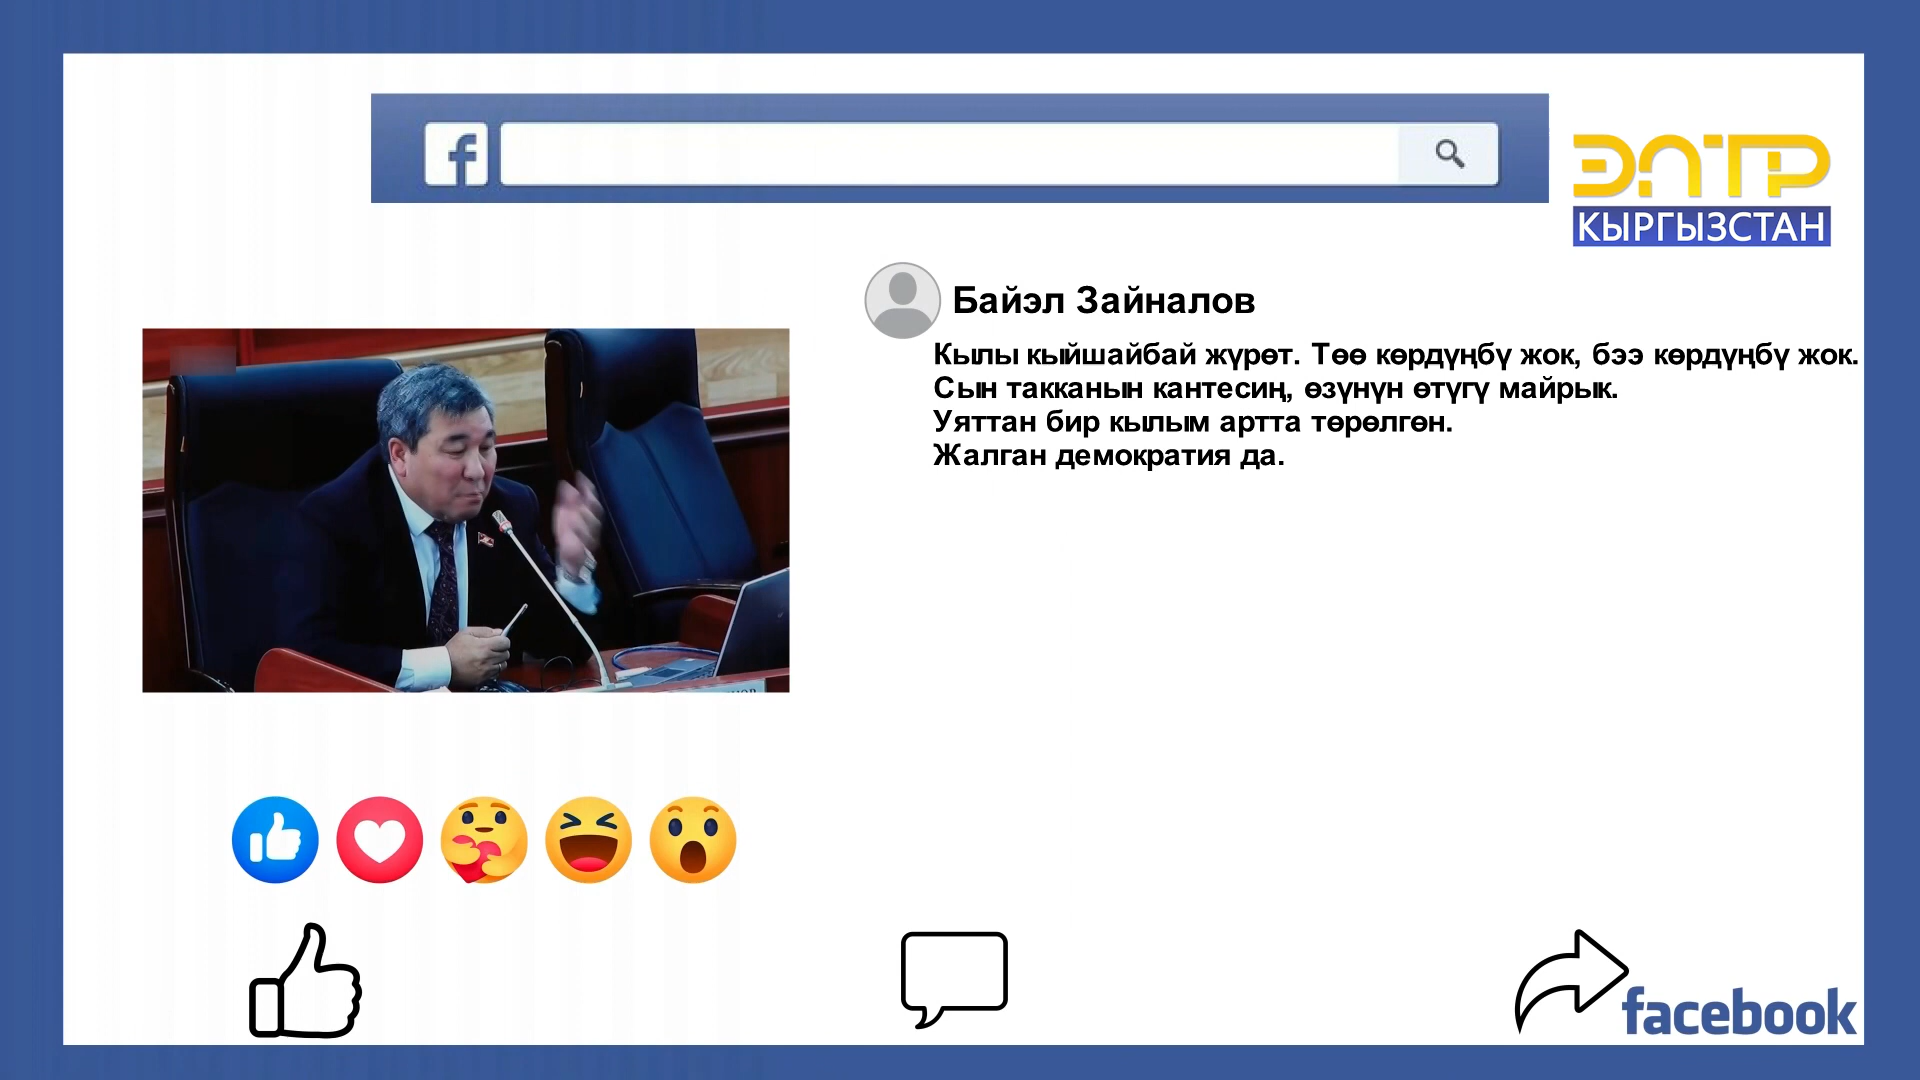 f
ЭЛТР
КЫРГЫЗСТАН
Байэл Зайналов
Кылы кыйшайбай жүрөт. Төө көрдүңбү жок, бээ көрдүңбү жок.
Сын такканын кантесиң, өзүнүн өтүгү майрык.
Уяттан бир кылым артта төрөлгөн.
Жалган демократия да.
facebook